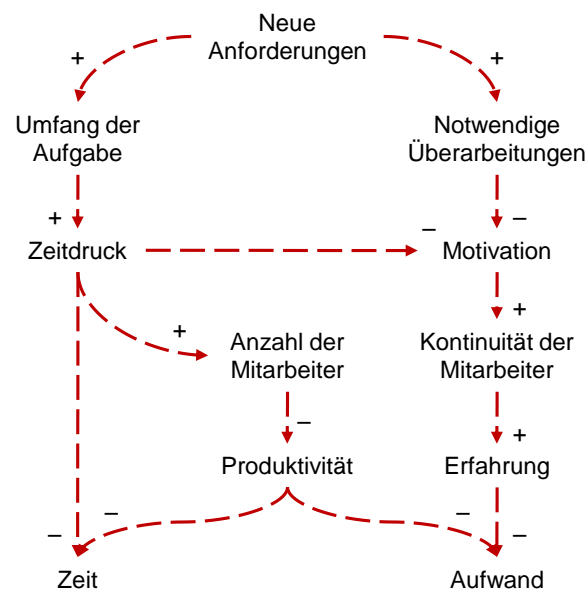 Neue
Anforderungen
+
+
Umfang der
Aufgabe
Notwendige
Überarbeitungen
+
–
Zeitdruck
–
Motivation
+
+
Anzahl der
Mitarbeiter
Kontinuität der
Mitarbeiter
–
+
Produktivität
Erfahrung
–
–
–
–
Zeit
Aufwand